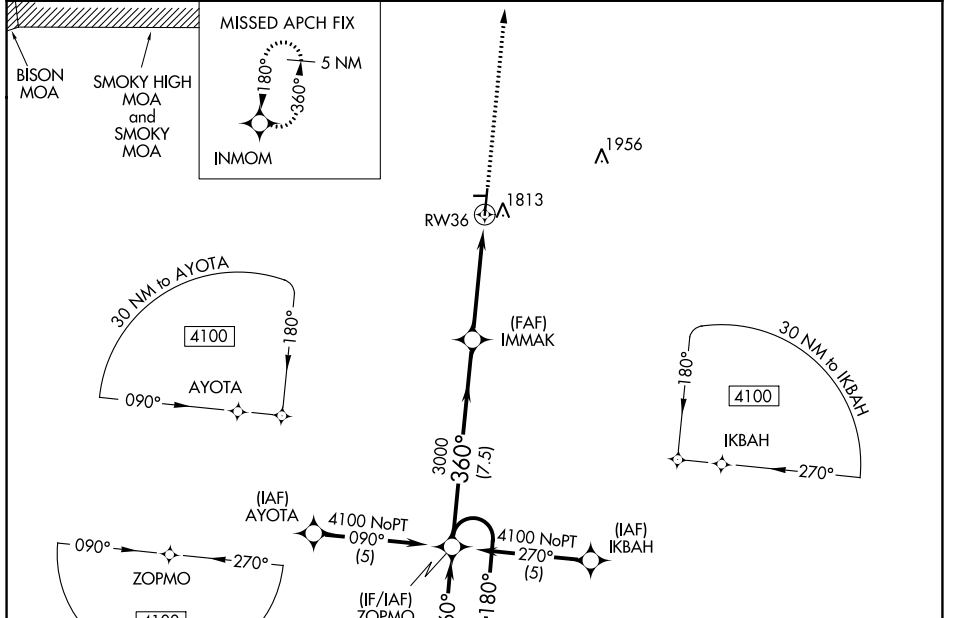 MISSED APCH FIX
5 NM
180°
360°
INMOM
BISON
MOA
SMOKY HIGH
MOA
and
SMOKY
MOA
1956
1813
RW36
30 NM to AYOTA
4100
180°
AYOTA
090°
(FAF)
IMMAK
30 NM to IKBAH
180°
4100
IKBAH
270°
3000
360°
(7.5)
(IAF)
AYOTA
4100 NoPT
090°
(5)
4100 NoPT
270°
(5)
(IAF)
IKBAH
090°
270°
ZOPMO
(IF/IAF)
180°